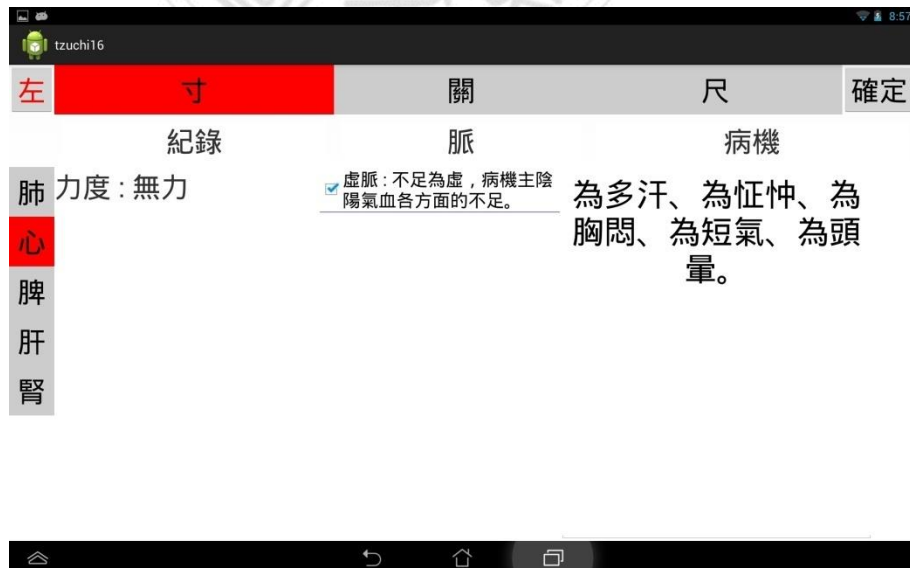 8:57
tzuchi16
左 寸 關 尺 確定
紀錄 脈 病機
肺
心
脾
肝
腎
力度 : 無力
虛脈 : 不足為虛 , 病機主陰
陽氣血各方面的不足。
為多汗、為怔忡、為
胸悶、為短氣、為頭
暈。